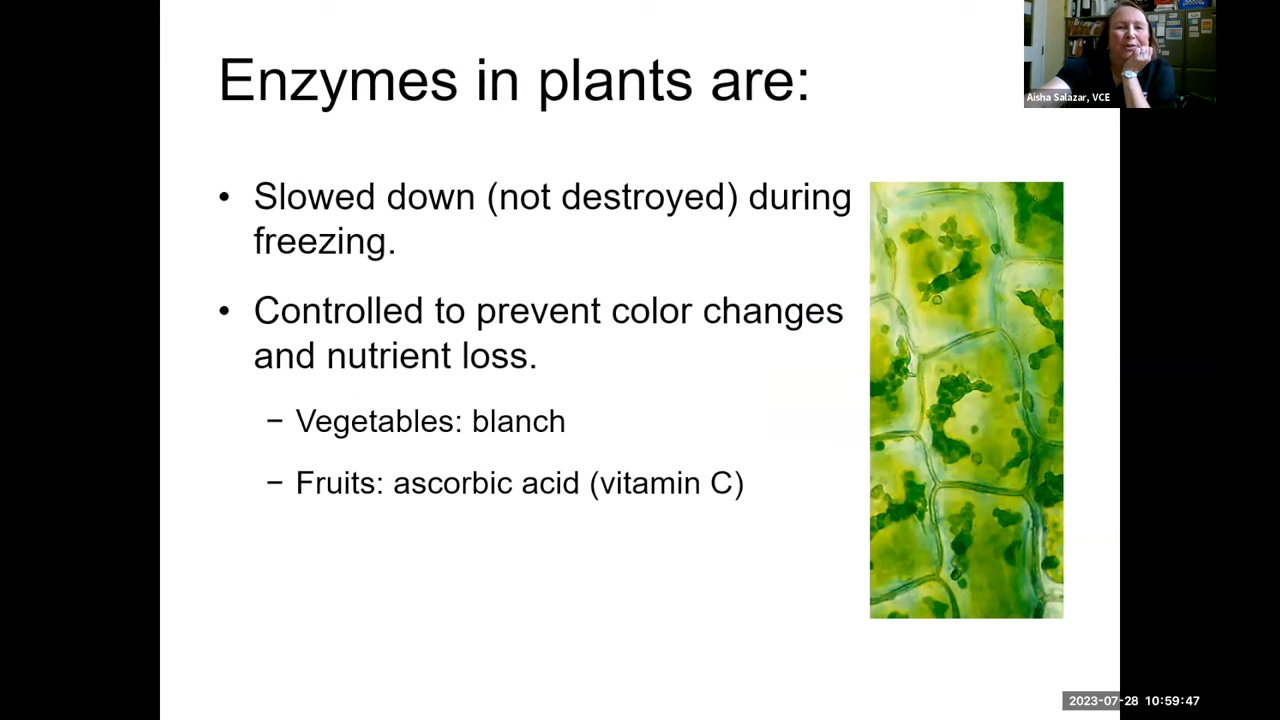 Enzymes in plants are:
Aisha Salazar, VCE
• Slowed down (not destroyed) during
freezing.
• Controlled to prevent color changes
and nutrient loss.
− Vegetables: blanch
− Fruits: ascorbic acid (vitamin C)
2023-07-28 10:59:47